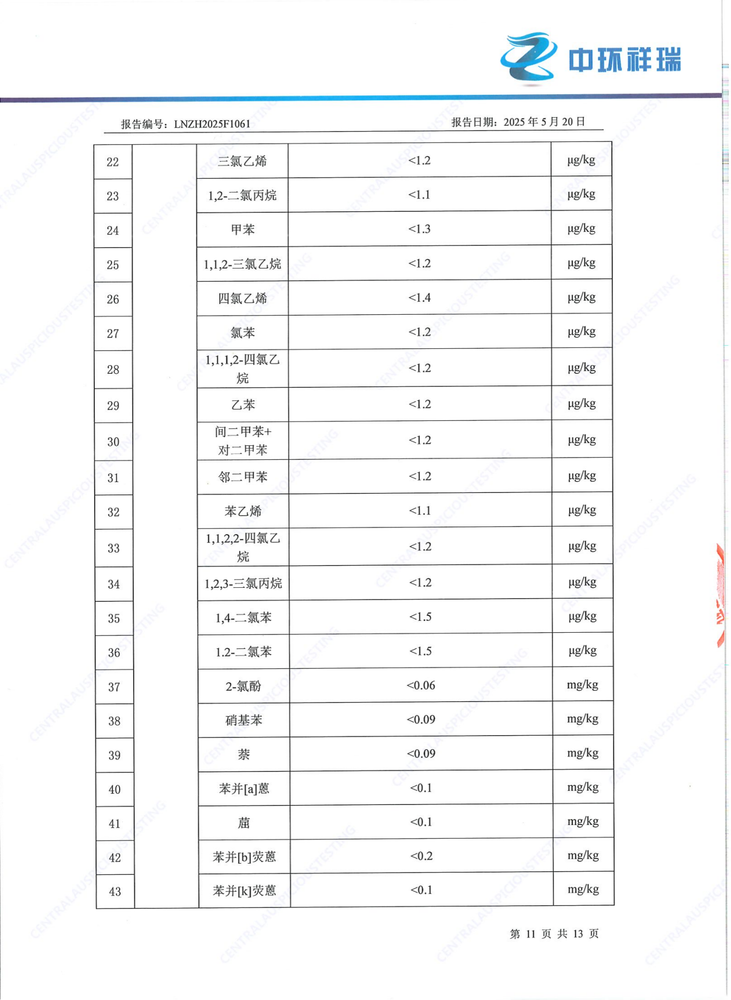 中环祥瑞
报告编号：LNZH2025F1061 报告日期：2025 年 5 月 20 日
22 三氯乙烯 <1.2 μg/kg
23 1,2-二氯丙烷 <1.1 μg/kg
24 甲苯 <1.3 μg/kg
25 1,1,2-三氯乙烷 <1.2 μg/kg
26 四氯乙烯 <1.4 μg/kg
27 氯苯 <1.2 μg/kg
28 1,1,1,2-四氯乙
烷 <1.2 μg/kg
29 乙苯 <1.2 μg/kg
30 间二甲苯+
对二甲苯 <1.2 μg/kg
31 邻二甲苯 <1.2 μg/kg
32 苯乙烯 <1.1 μg/kg
33 1,1,2,2-四氯乙
烷 <1.2 μg/kg
34 1,2,3-三氯丙烷 <1.2 μg/kg
35 1,4-二氯苯 <1.5 μg/kg
36 1.2-二氯苯 <1.5 μg/kg
37 2-氯酚 <0.06 mg/kg
38 硝基苯 <0.09 mg/kg
39 萘 <0.09 mg/kg
40 苯并[a]蒽 <0.1 mg/kg
41 䓛 <0.1 mg/kg
42 苯并[b]荧蒽 <0.2 mg/kg
43 苯并[k]荧蒽 <0.1 mg/kg
第 11 页 共 13 页
CENTRALAUSPICIOUSTESTING